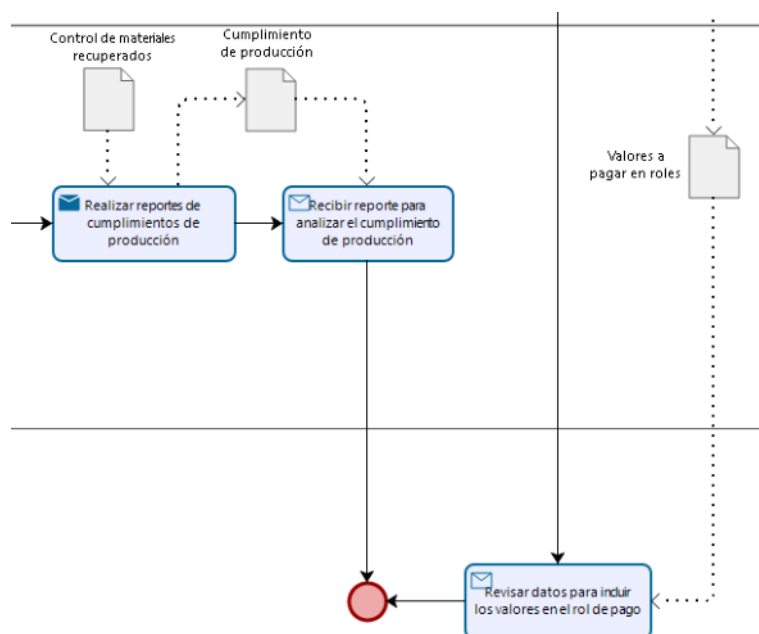 Control de materiales
recuperados
Cumplimiento
de producción
Valores a
pagar en roles
Realizar reportes de
cumplimientos de
producción
Recibir reporte para
analizar el cumplimiento
de producción
Revisar datos para incluir
los valores en el rol de pago